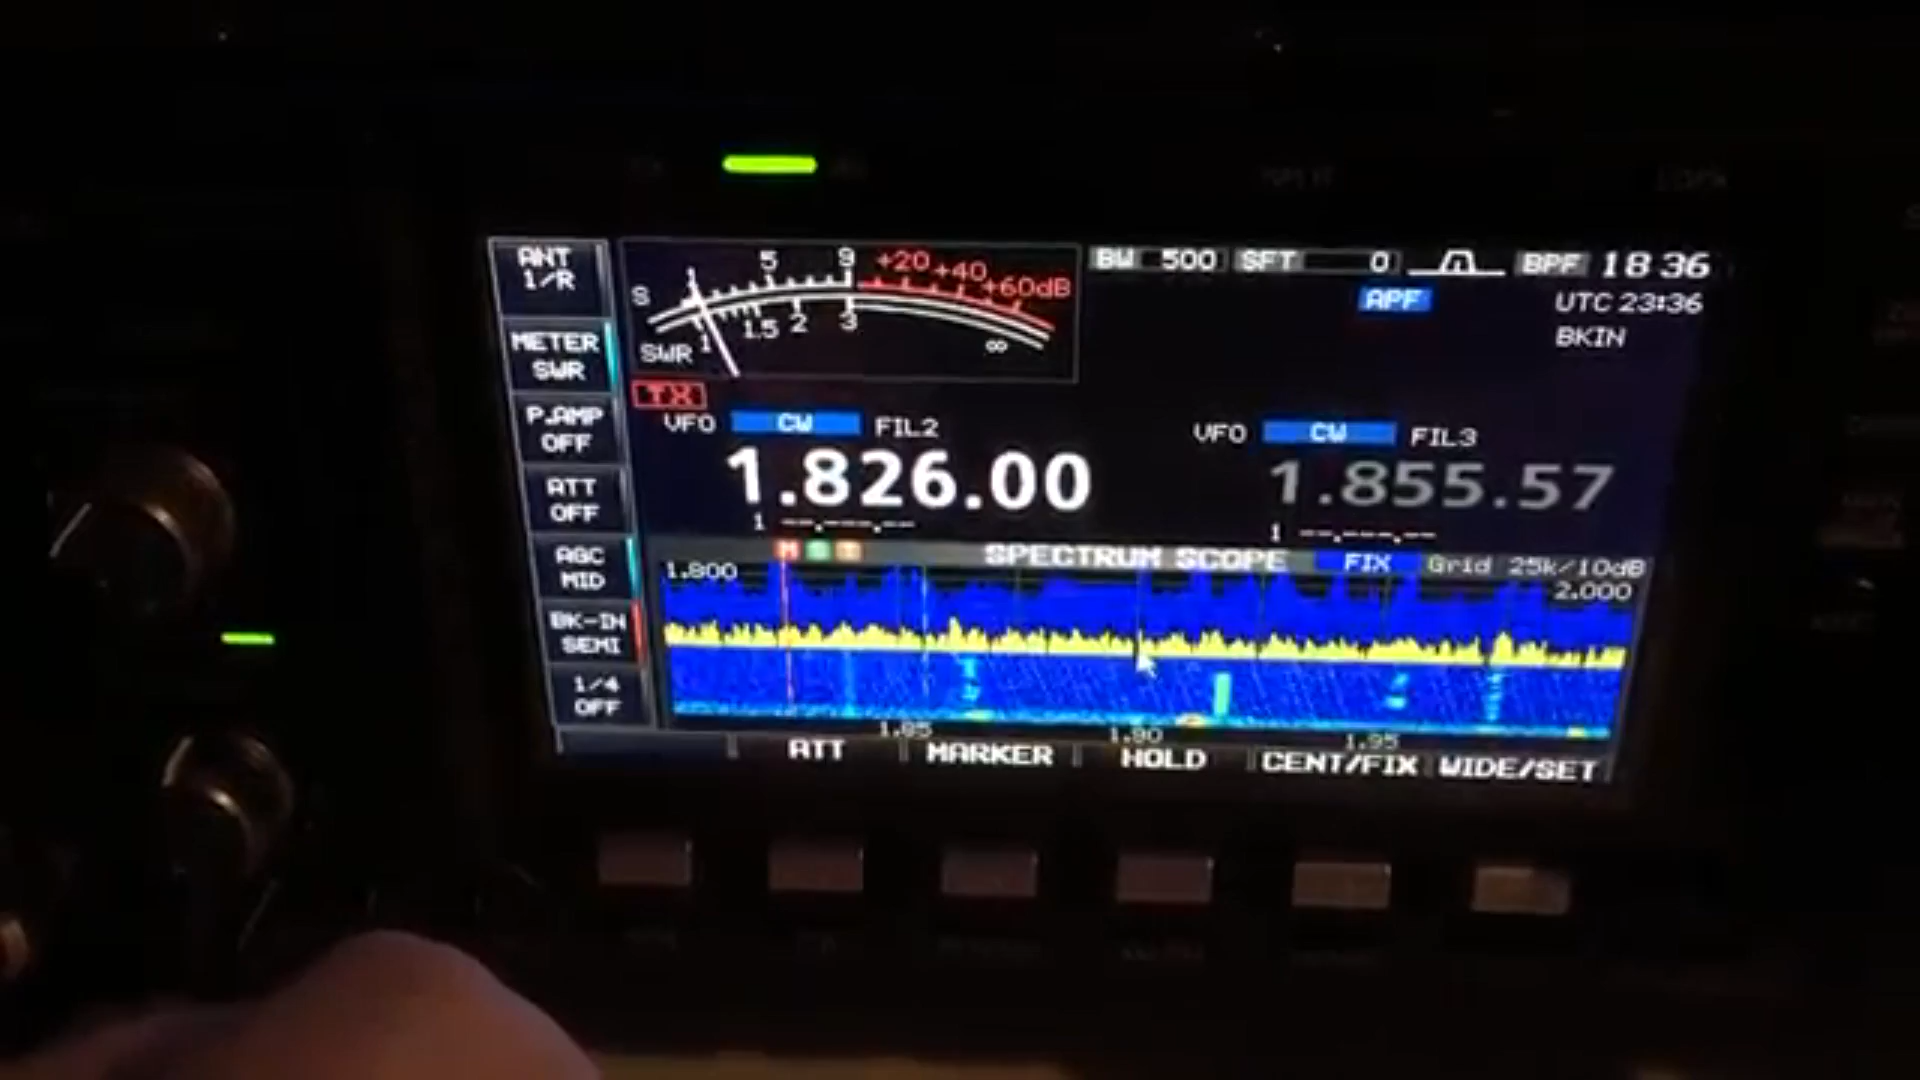 ANT
1/R
METER
SWR
P.AMP
OFF
ATT
OFF
AGC
MID
BK-IN
SEMI
1/4
OFF
S 1 5 9 +20 +40 +60dB
SWR 1 1.5 2 3 ∞
BW 500 SFT 0 BPF 18 36
APF UTC 23:36
BKIN
TX
VFO CW FIL2
1.826.00
1 --.---.--
VFO CW FIL3
1.855.57
1 --.---.--
M S T SPECTRUM SCOPE FIX Grid 25k/10dB
1.800 2.000
1.85 1.90 1.95
ATT MARKER HOLD CENT/FIX WIDE/SET